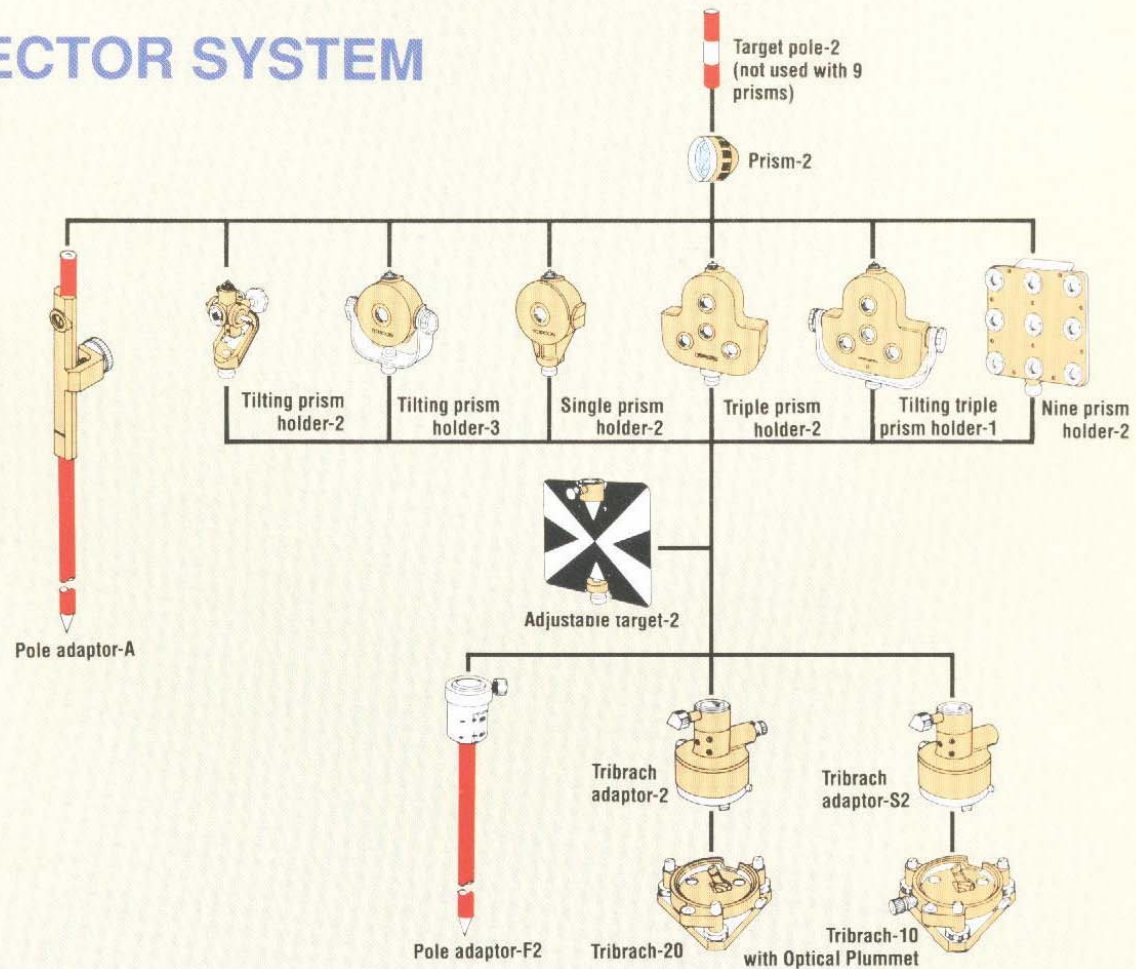 ECTOR SYSTEM
Target pole-2
(not used with 9
prisms)
Prism-2
Tilting prism
holder-2
Tilting prism
holder-3
Single prism
holder-2
Triple prism
holder-2
Tilting triple
prism holder-1
Nine prism
holder-2
Adjustable target-2
Pole adaptor-A
Tribrach
adaptor-2
Tribrach
adaptor-S2
Pole adaptor-F2
Tribrach-20
Tribrach-10
with Optical Plummet